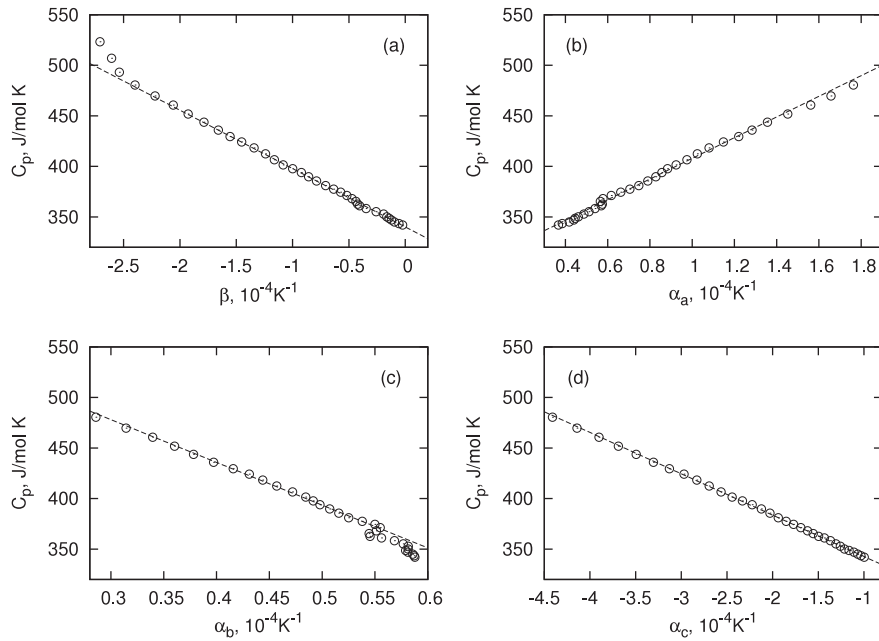 550
500
450
400
350
C_p, J/mol K
(a)
-2.5 -2 -1.5 -1 -0.5 0
β, 10⁻⁴K⁻¹
550
500
450
400
350
C_p, J/mol K
(b)
0.4 0.6 0.8 1 1.2 1.4 1.6 1.8
α_a, 10⁻⁴K⁻¹
550
500
450
400
350
C_p, J/mol K
(c)
0.3 0.35 0.4 0.45 0.5 0.55 0.6
α_b, 10⁻⁴K⁻¹
550
500
450
400
350
C_p, J/mol K
(d)
-4.5 -4 -3.5 -3 -2.5 -2 -1.5 -1
α_c, 10⁻⁴K⁻¹